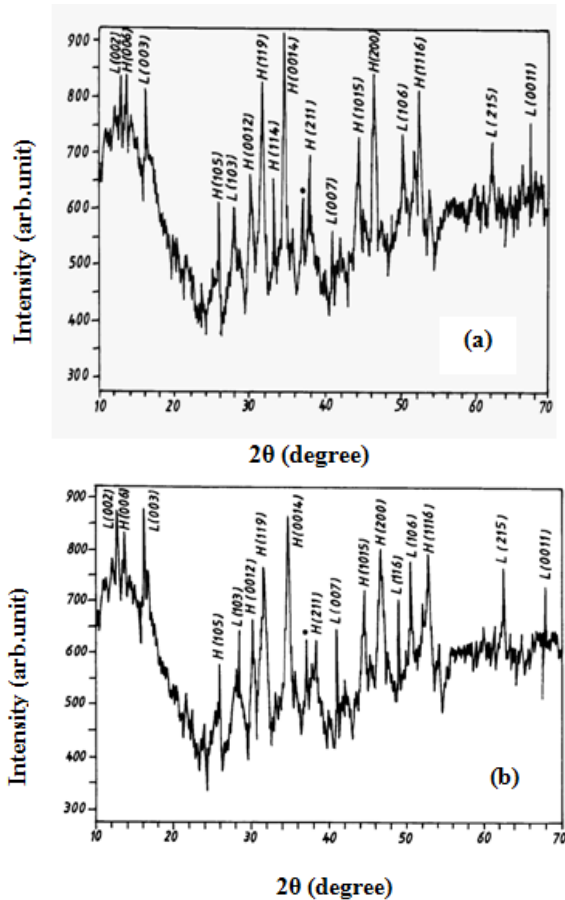 900
800
700
600
500
400
300
Intensity (arb.unit)
L(002)
H(006)
L(003)
H(105)
L(103)
H(0012)
H(119)
H(114)
H(0014)
H(211)
L(007)
H(1015)
H(200)
L(106)
H(1116)
L(215)
L(0011)
(a)
10 20 30 40 50 60 70
2θ (degree)
900
800
700
600
500
400
300
Intensity (arb.unit)
L(002)
H(006)
L(003)
H(105)
L(103)
H(0012)
H(119)
H(0014)
H(211)
L(007)
H(1015)
H(200)
L(116)
L(106)
H(1116)
L(215)
L(0011)
(b)
10 20 30 40 50 60 70
2θ (degree)